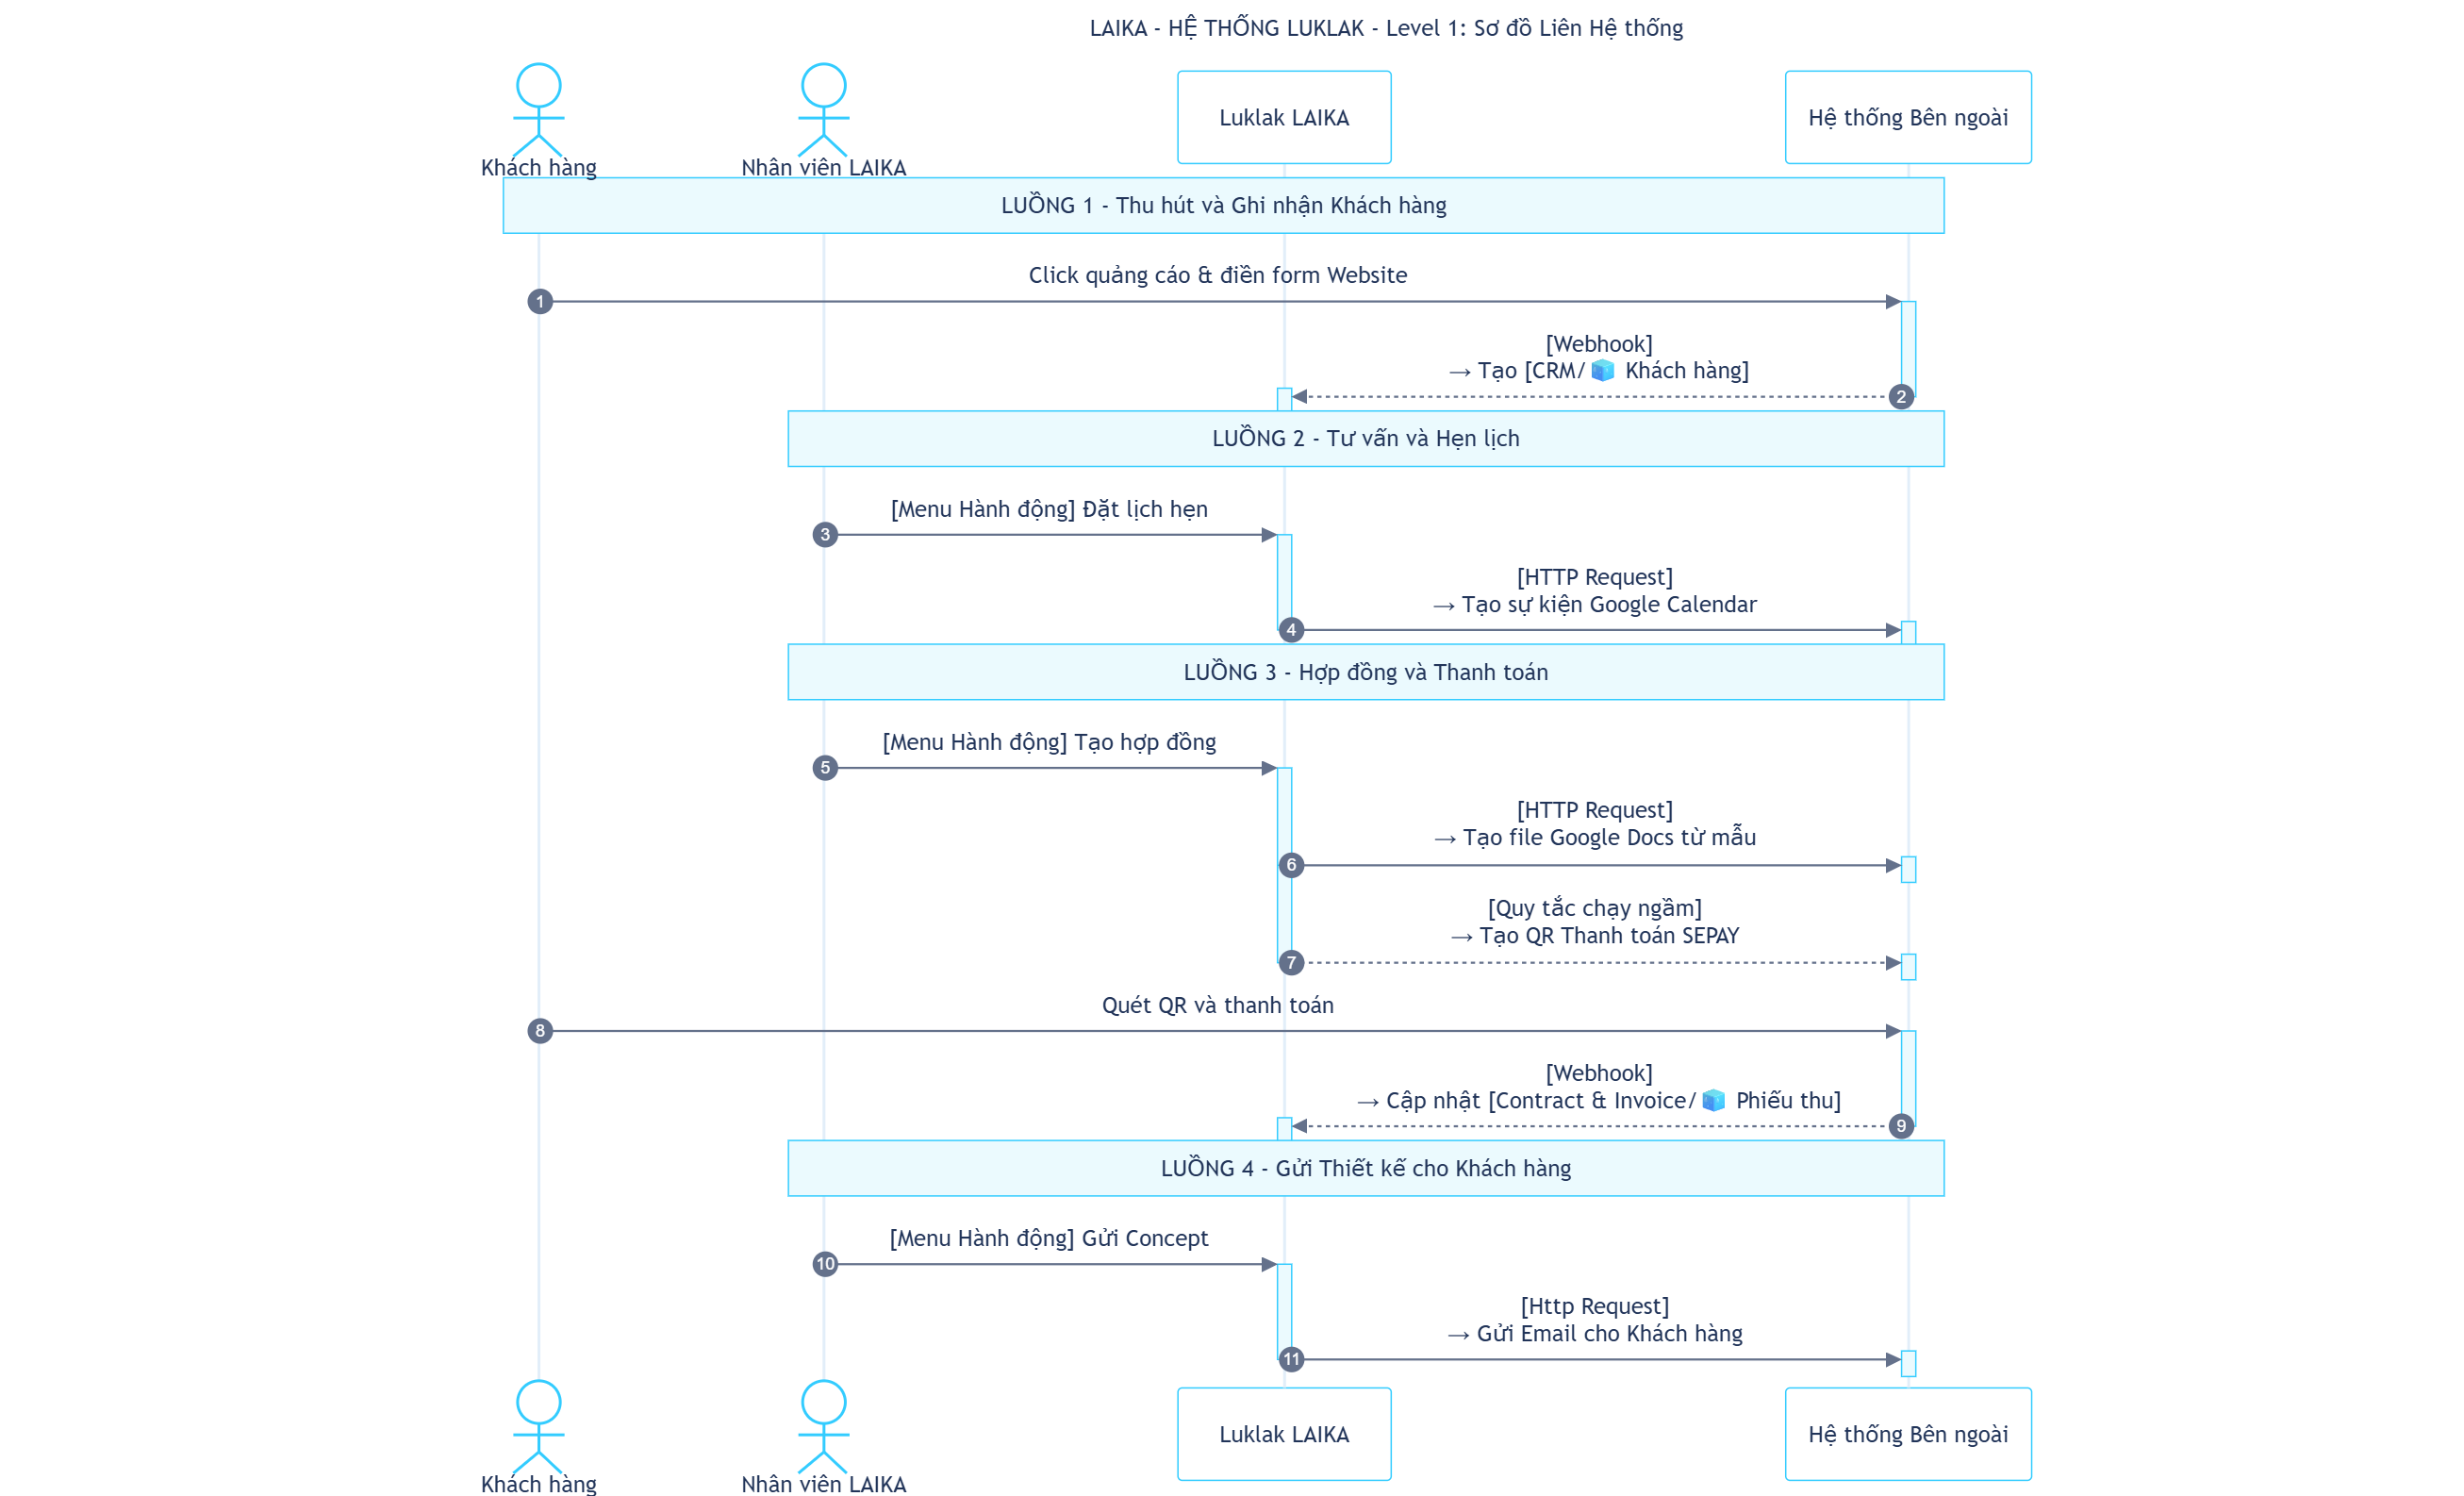 LAIKA - HỆ THỐNG LUKLAK - Level 1: Sơ đồ Liên Hệ thống
Khách hàng
Nhân viên LAIKA
Luklak LAIKA
Hệ thống Bên ngoài
LUỒNG 1 - Thu hút và Ghi nhận Khách hàng
Click quảng cáo & điền form Website
1
[Webhook]
→ Tạo [CRM/🧊 Khách hàng]
2
LUỒNG 2 - Tư vấn và Hẹn lịch
[Menu Hành động] Đặt lịch hẹn
3
[HTTP Request]
→ Tạo sự kiện Google Calendar
4
LUỒNG 3 - Hợp đồng và Thanh toán
[Menu Hành động] Tạo hợp đồng
5
[HTTP Request]
→ Tạo file Google Docs từ mẫu
6
[Quy tắc chạy ngầm]
→ Tạo QR Thanh toán SEPAY
7
Quét QR và thanh toán
8
[Webhook]
→ Cập nhật [Contract & Invoice/🧊 Phiếu thu]
9
LUỒNG 4 - Gửi Thiết kế cho Khách hàng
[Menu Hành động] Gửi Concept
10
[Http Request]
→ Gửi Email cho Khách hàng
11
Khách hàng
Nhân viên LAIKA
Luklak LAIKA
Hệ thống Bên ngoài